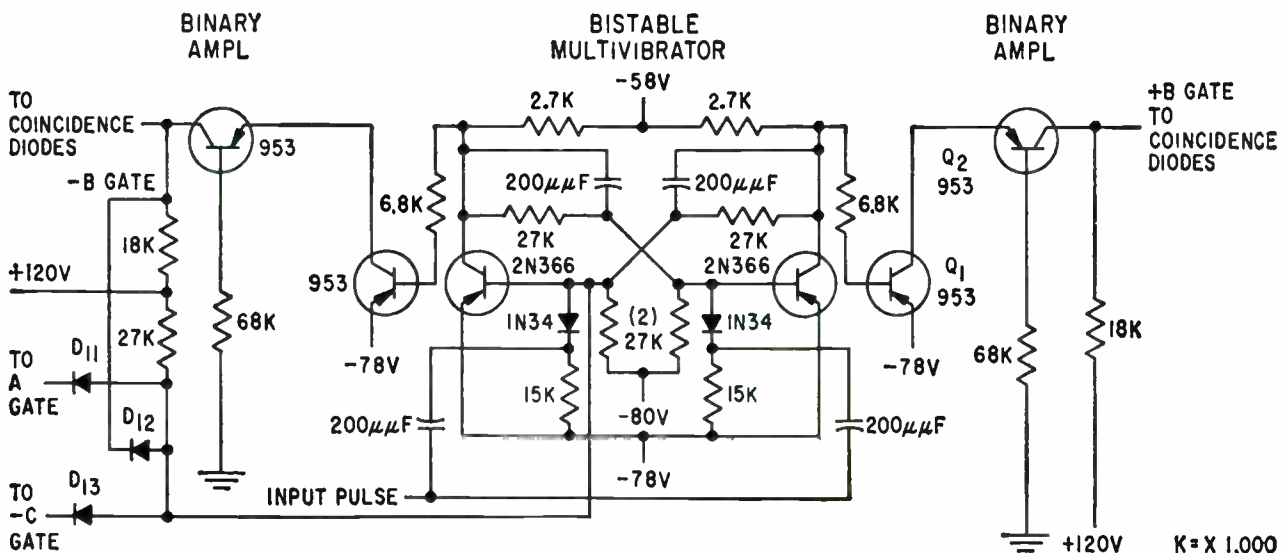 BINARY
AMPL
BISTABLE
MULTIVIBRATOR
BINARY
AMPL
-58V
TO
COINCIDENCE
DIODES
953
2.7K
2.7K
Q2
953
+B GATE
TO
COINCIDENCE
DIODES
-B GATE
6.8K
200μμF
200μμF
6.8K
18K
27K
27K
+120V
953
2N366
2N366
Q1
953
27K
68K
1N34
(2)
27K
1N34
68K
18K
-78V
-78V
TO
A
GATE
D11
15K
-80V
15K
D12
200μμF
200μμF
-78V
TO
-C
GATE
D13
INPUT PULSE
+120V
K=X 1,000